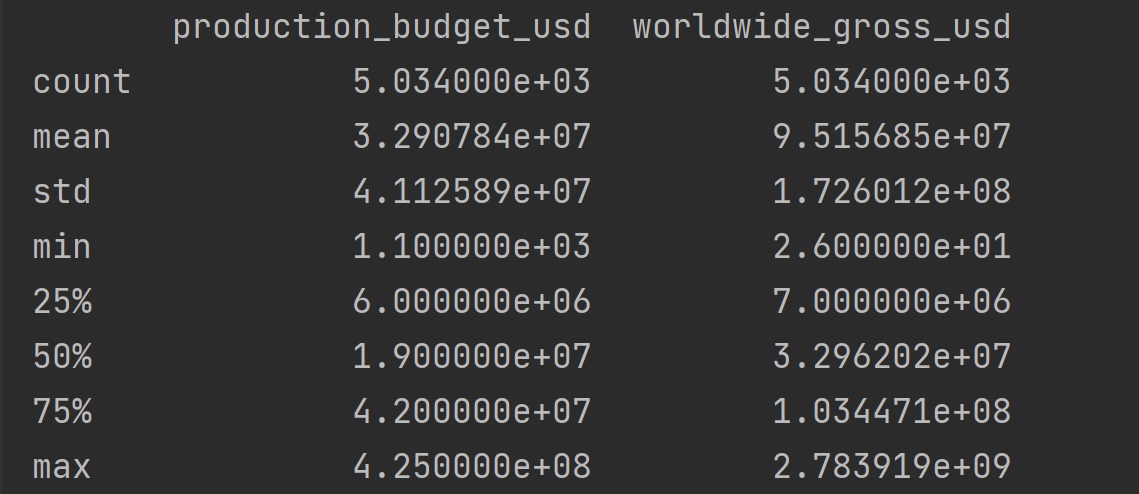 production_budget_usd worldwide_gross_usd
count 5.034000e+03 5.034000e+03
mean 3.290784e+07 9.515685e+07
std 4.112589e+07 1.726012e+08
min 1.100000e+03 2.600000e+01
25% 6.000000e+06 7.000000e+06
50% 1.900000e+07 3.296202e+07
75% 4.200000e+07 1.034471e+08
max 4.250000e+08 2.783919e+09